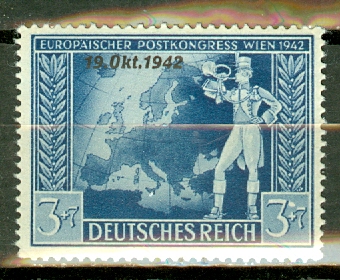 EUROPÄISCHER POSTKONGRESS WIEN 1942
19.Okt.1942
3+7 3+7
DEUTSCHES REICH